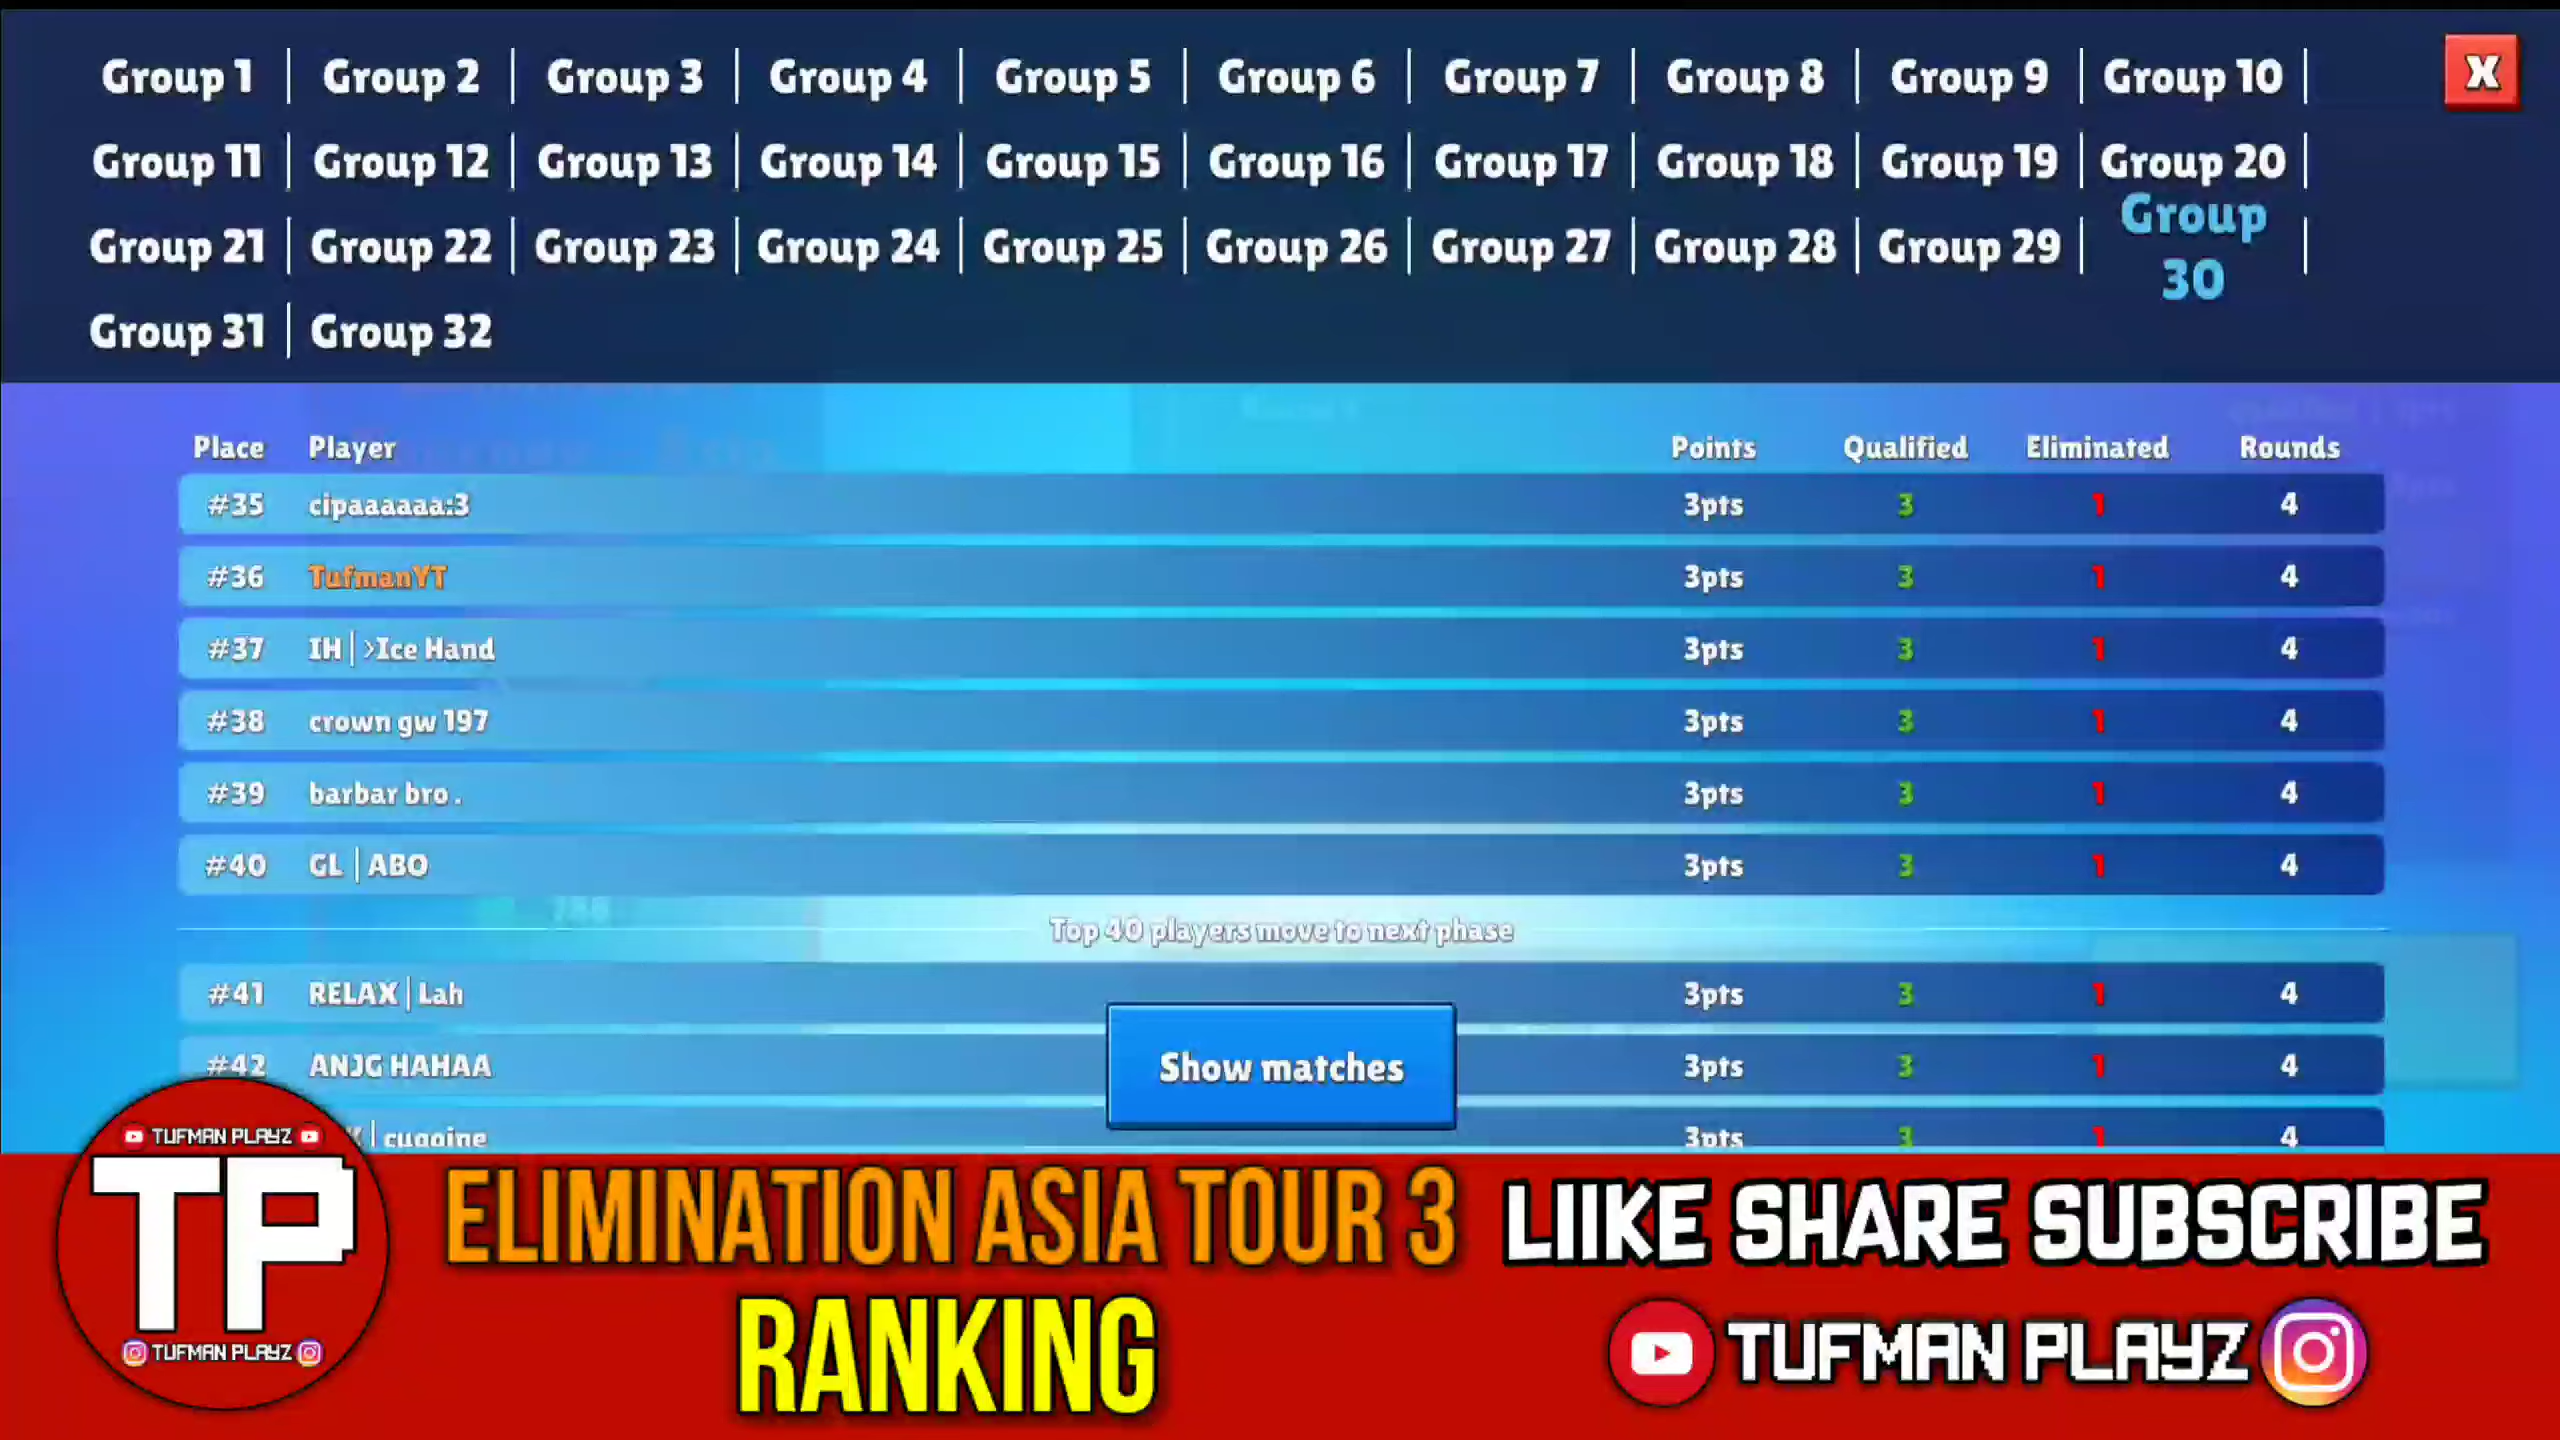 Group 1 | Group 2 | Group 3 | Group 4 | Group 5 | Group 6 | Group 7 | Group 8 | Group 9 | Group 10 | X
Group 11 | Group 12 | Group 13 | Group 14 | Group 15 | Group 16 | Group 17 | Group 18 | Group 19 | Group 20 |
Group 21 | Group 22 | Group 23 | Group 24 | Group 25 | Group 26 | Group 27 | Group 28 | Group 29 | Group 30 |
Group 31 | Group 32
Place Player Points Qualified Eliminated Rounds
#35 cipaaaaaa:3 3pts 3 1 4
#36 TufmanYT 3pts 3 1 4
#37 IH | >Ice Hand 3pts 3 1 4
#38 crown gw 197 3pts 3 1 4
#39 barbar bro . 3pts 3 1 4
#40 GL | ABO 3pts 3 1 4
Top 40 players move to next phase
#41 RELAX | Lah 3pts 3 1 4
#42 ANJG HAHAA 3pts 3 1 4
Show matches
3pts 3 1 4
TUFMAN PLAYZ
TP
TUFMAN PLAYZ
ELIMINATION ASIA TOUR 3
RANKING
LIIKE SHARE SUBSCRIBE
TUFMAN PLAYZ